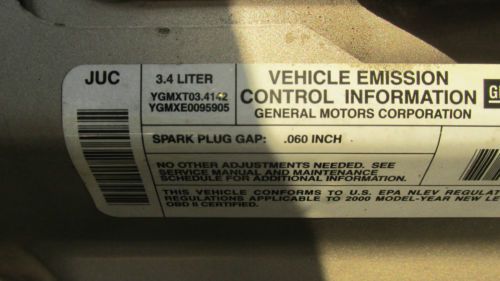 JUC
3.4 LITER
YGMXT03.4142
YGMXE0095905
VEHICLE EMISSION
CONTROL INFORMATION
GENERAL MOTORS CORPORATION
SPARK PLUG GAP: .060 INCH
NO OTHER ADJUSTMENTS NEEDED. SEE
SERVICE MANUAL AND MAINTENANCE
SCHEDULE FOR ADDITIONAL INFORMATION.
THIS VEHICLE CONFORMS TO U.S. EPA NLEV REGULAT
REGULATIONS APPLICABLE TO 2000 MODEL-YEAR NEW LE
OBD II CERTIFIED.